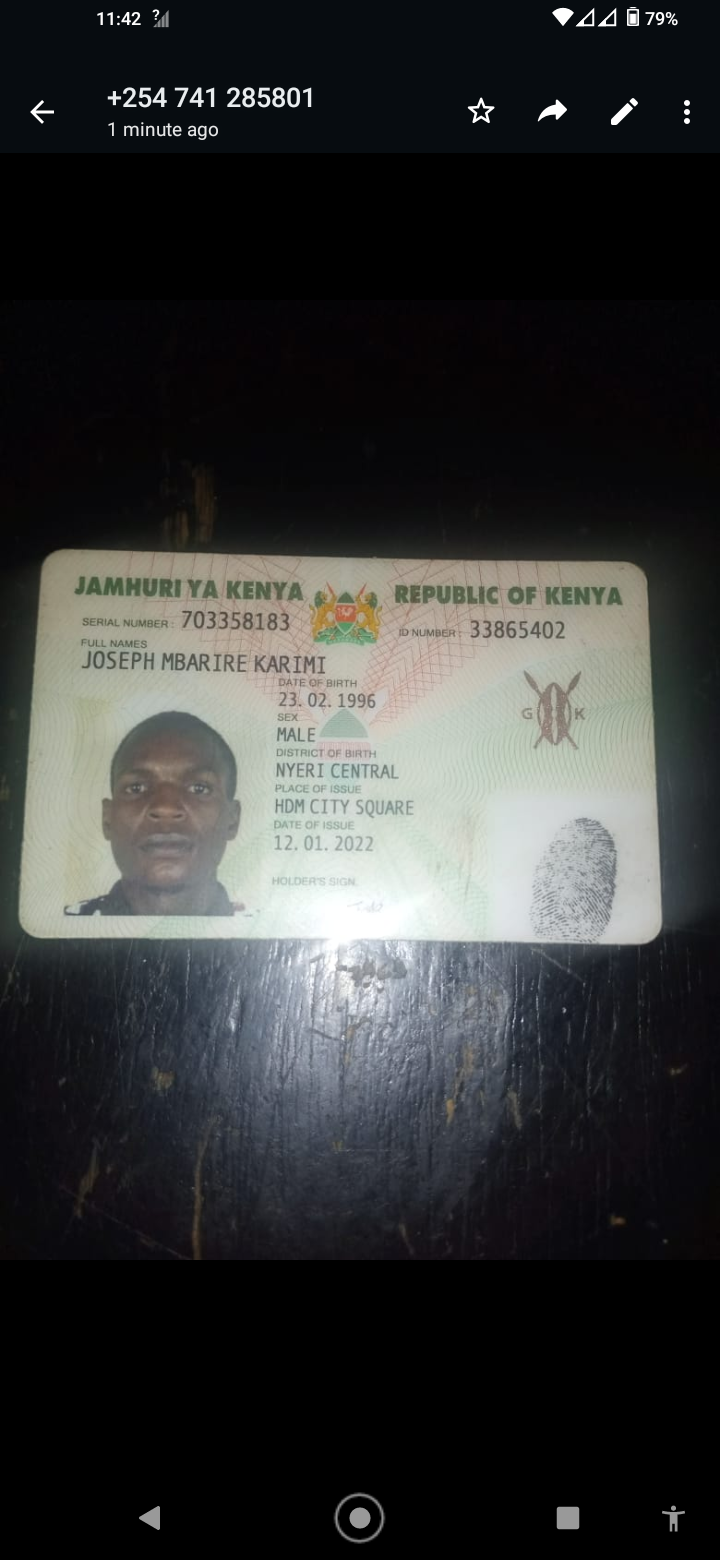 11:42
79%
+254 741 285801
1 minute ago
JAMHURI YA KENYA REPUBLIC OF KENYA
SERIAL NUMBER: 703358183 ID NUMBER: 33865402
FULL NAMES
JOSEPH MBARIRE KARIMI
DATE OF BIRTH
23. 02. 1996
SEX
MALE
G K
DISTRICT OF BIRTH
NYERI CENTRAL
PLACE OF ISSUE
HDM CITY SQUARE
DATE OF ISSUE
12. 01. 2022
HOLDER'S SIGN.